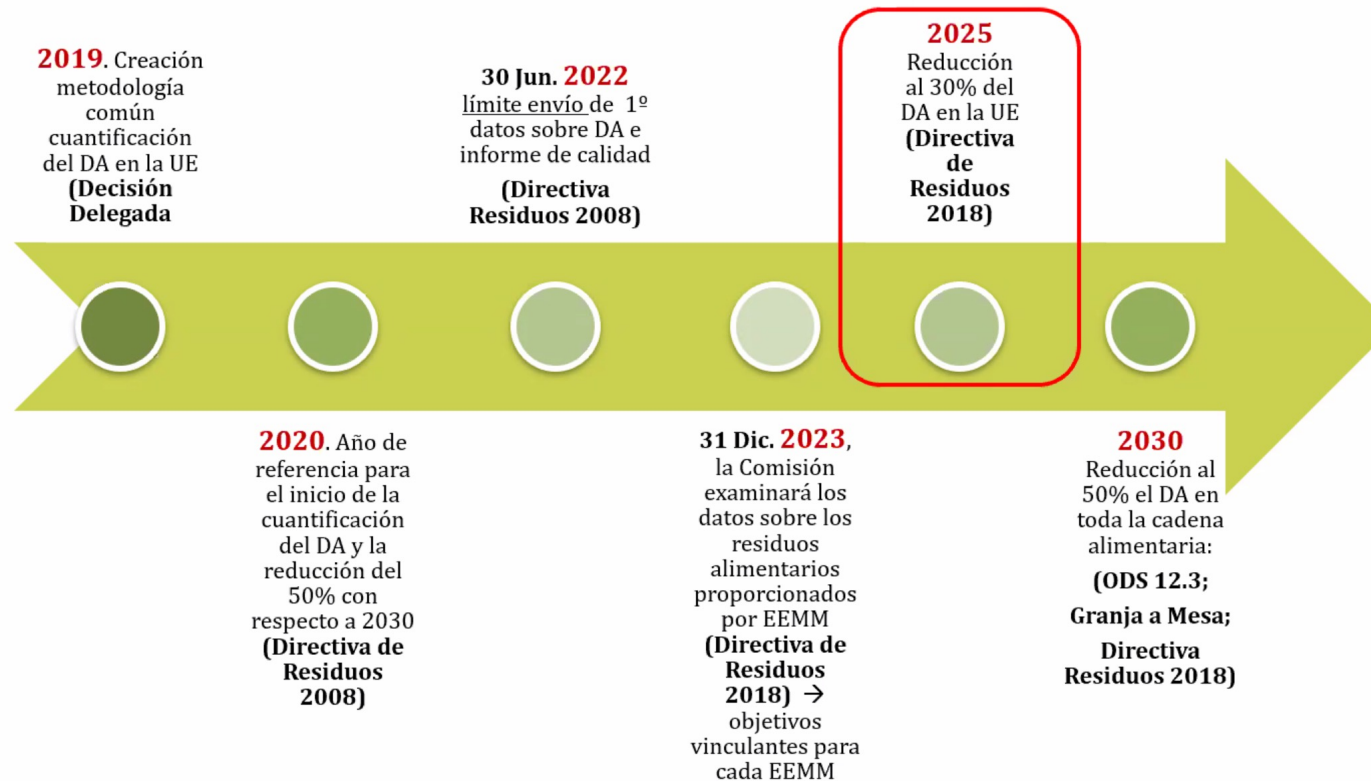 2019. Creación
metodología
común
cuantificación
del DA en la UE
(Decisión
Delegada
2020. Año de
referencia para
el inicio de la
cuantificación
del DA y la
reducción del
50% con
respecto a 2030
(Directiva de
Residuos
2008)
30 Jun. 2022
límite envío de 1º
datos sobre DA e
informe de calidad
(Directiva
Residuos 2008)
31 Dic. 2023,
la Comisión
examinará los
datos sobre los
residuos
alimentarios
proporcionados
por EEMM
(Directiva de
Residuos
2018) →
objetivos
vinculantes para
cada EEMM
2025
Reducción
al 30% del
DA en la UE
(Directiva
de
Residuos
2018)
2030
Reducción al
50% el DA en
toda la cadena
alimentaria:
(ODS 12.3;
Granja a Mesa;
Directiva
Residuos 2018)